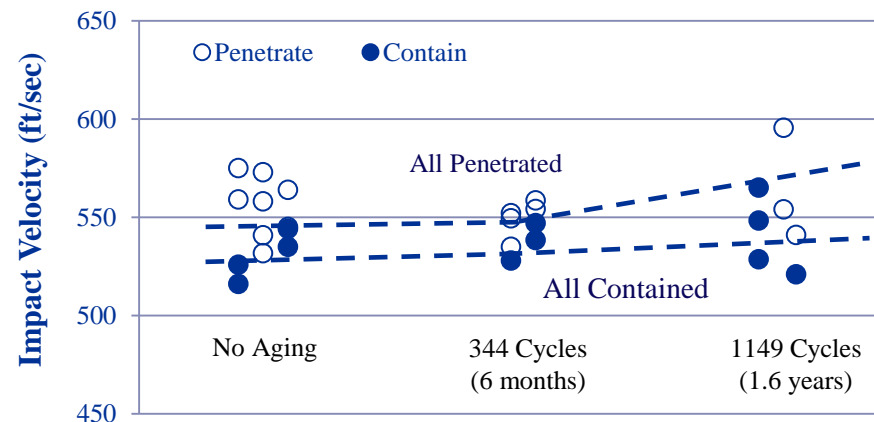 650
Penetrate
Contain
600
All Penetrated
550
All Contained
500
No Aging
344 Cycles
(6 months)
1149 Cycles
(1.6 years)
450
Impact Velocity (ft/sec)